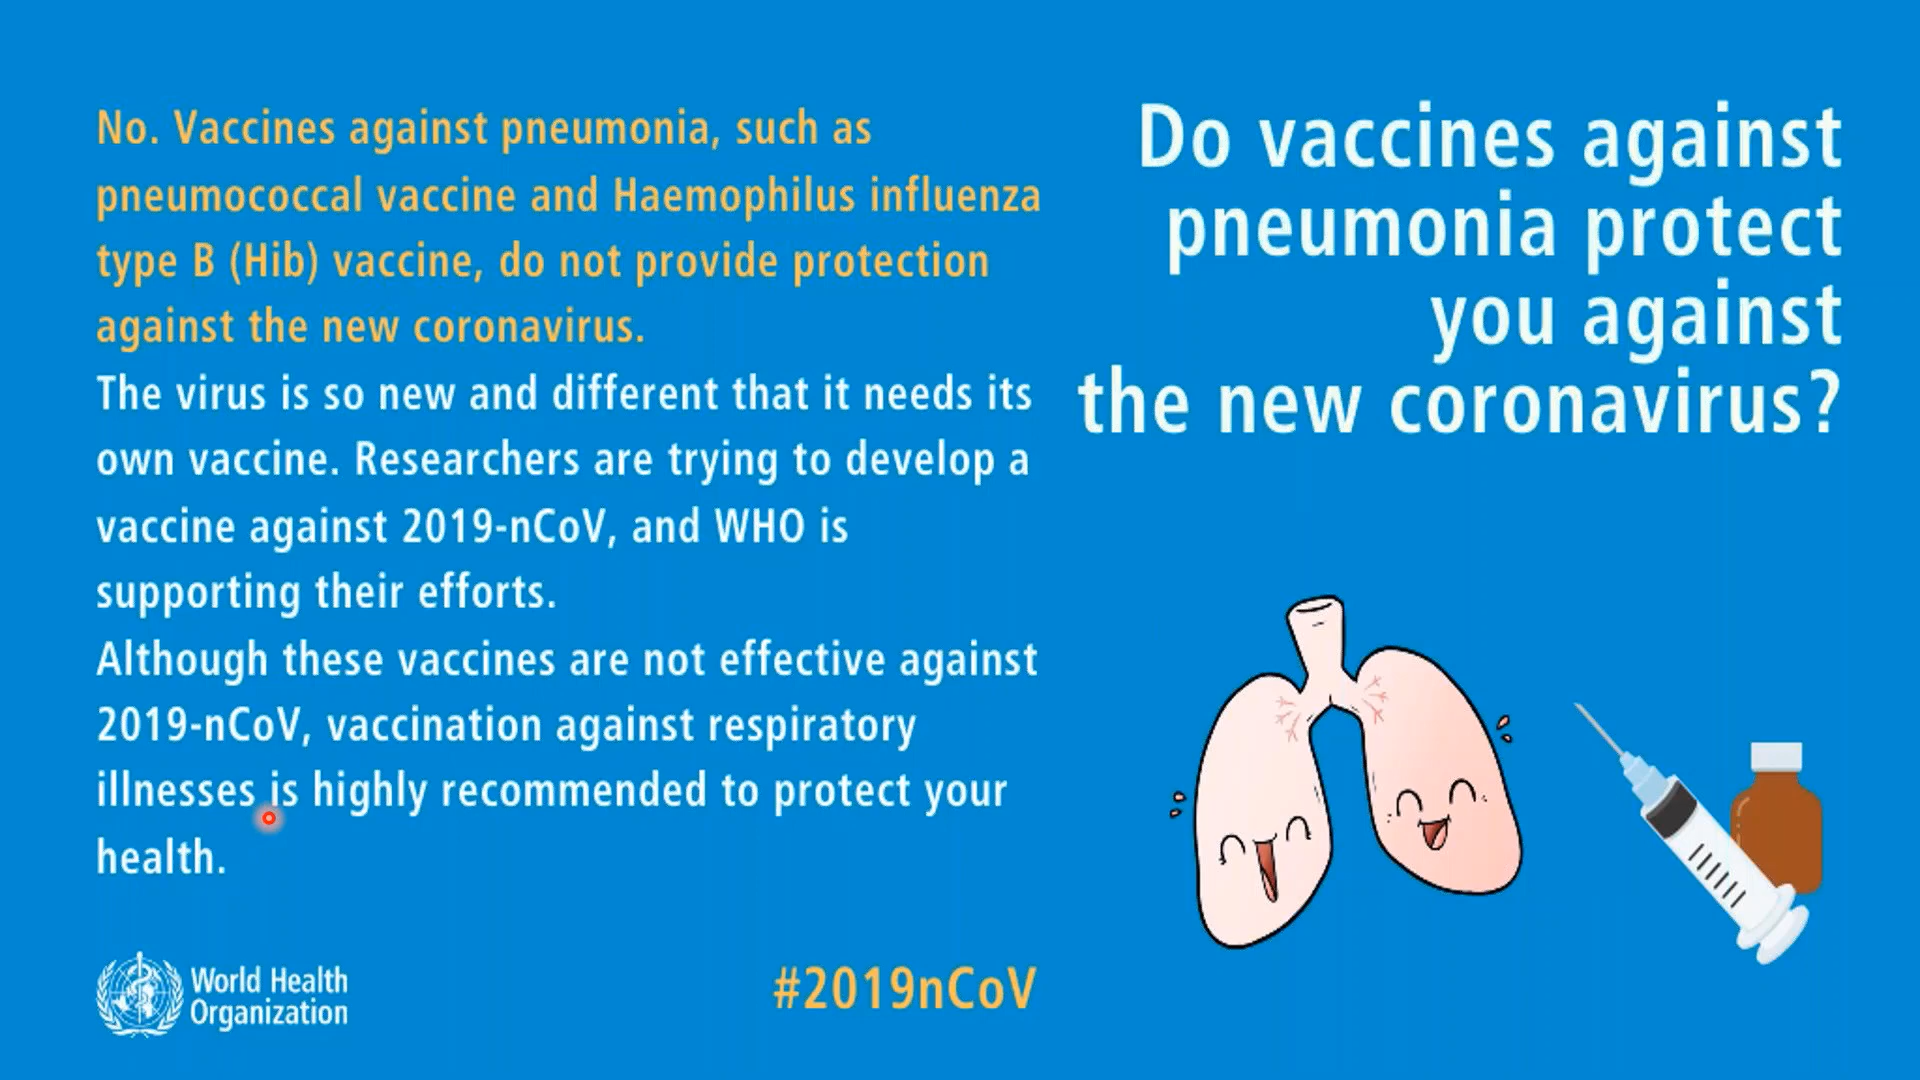 Do vaccines against
pneumonia protect
you against
the new coronavirus?
No. Vaccines against pneumonia, such as
pneumococcal vaccine and Haemophilus influenza
type B (Hib) vaccine, do not provide protection
against the new coronavirus.
The virus is so new and different that it needs its
own vaccine. Researchers are trying to develop a
vaccine against 2019-nCoV, and WHO is
supporting their efforts.
Although these vaccines are not effective against
2019-nCoV, vaccination against respiratory
illnesses is highly recommended to protect your
health.
World Health
Organization
#2019nCoV